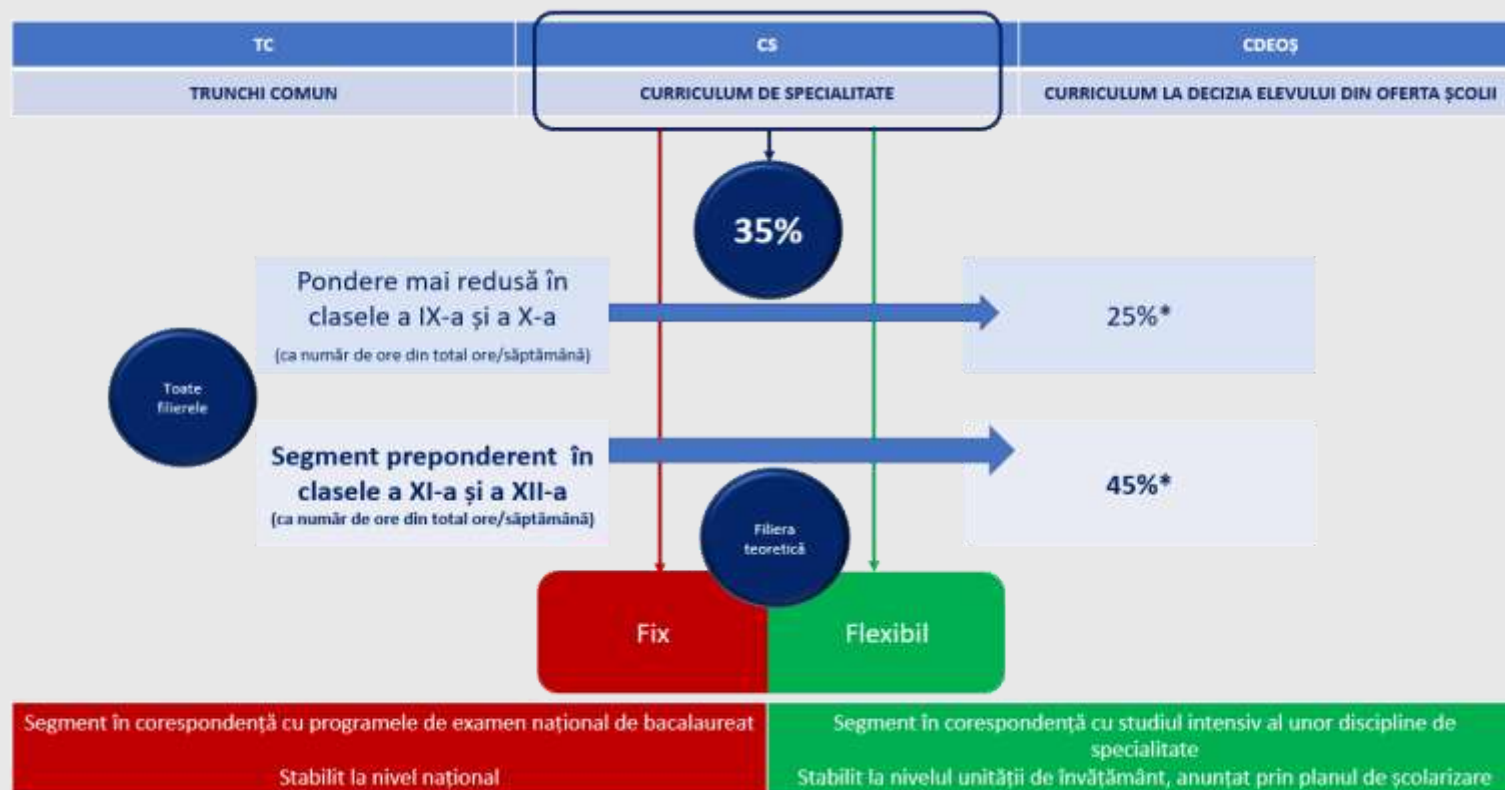 TC
CS
CDEOȘ
TRUNCHI COMUN
CURRICULUM DE SPECIALITATE
CURRICULUM LA DECIZIA ELEVULUI DIN OFERTA ȘCOLII
35%
Pondere mai redusă în
clasele a IX-a și a X-a
(ca număr de ore din total ore/săptămână)
25%*
Toate
filierele
Segment preponderent în
clasele a XI-a și a XII-a
(ca număr de ore din total ore/săptămână)
45%*
Filiera
teoretică
Fix
Flexibil
Segment în corespondență cu programele de examen național de bacalaureat
Stabilit la nivel național
Segment în corespondență cu studiul intensiv al unor discipline de
specialitate
Stabilit la nivelul unității de învățământ, anunțat prin planul de școlarizare